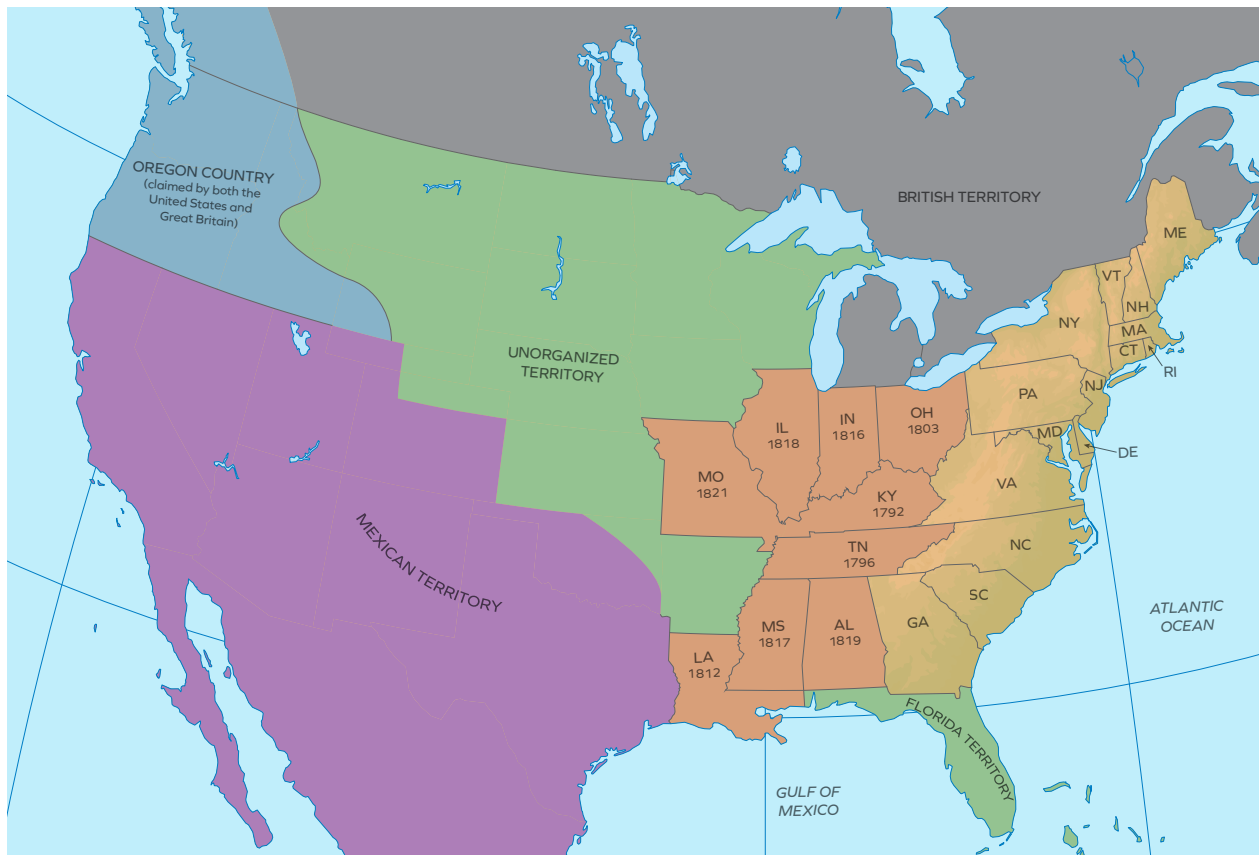 OREGON COUNTRY
(claimed by both the
United States and
Great Britain)
BRITISH TERRITORY
ME
VT
NH
NY
MA
CT
RI
UNORGANIZED
TERRITORY
PA
NJ
IL
1818
IN
1816
OH
1803
MD
DE
MO
1821
KY
1792
VA
MEXICAN TERRITORY
TN
1796
NC
SC
MS
1817
AL
1819
GA
ATLANTIC
OCEAN
LA
1812
FLORIDA TERRITORY
GULF OF
MEXICO